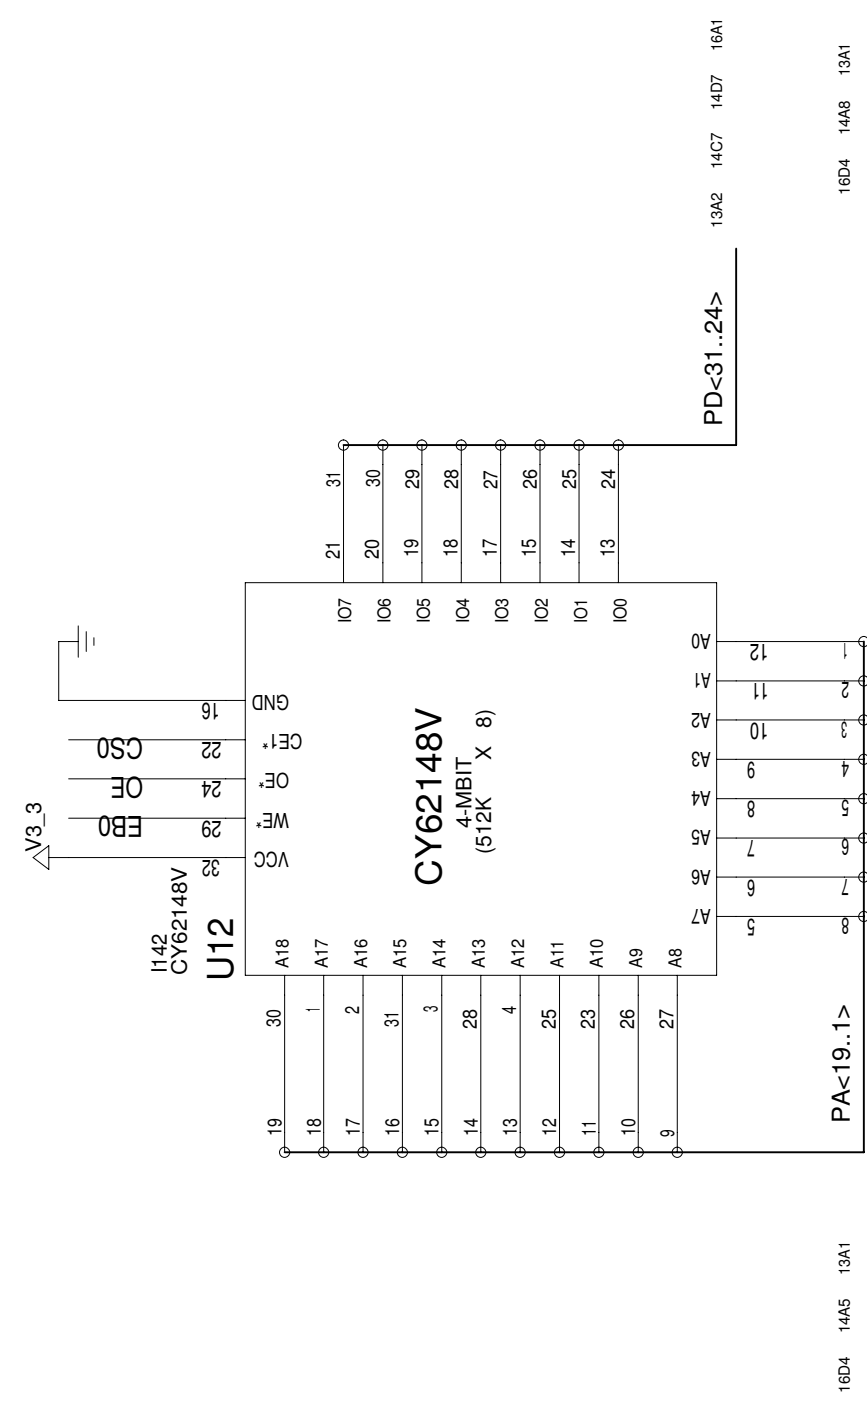 16D4 14A5 13A1
16D4 14A8 13A1
13A2 14C7 14D7 16A1
V3_3
I142
CY62148V
U12
EB0
OE
CS0
32
29
24
22
16
VCC
WE*
OE*
CE1*
GND
CY62148V
4-MBIT
(512K X 8)
19 30 A18
18 1 A17
17 2 A16
16 31 A15
15 3 A14
14 28 A13
13 4 A12
12 25 A11
11 23 A10
10 26 A9
9 27 A8
IO7 21 31
IO6 20 30
IO5 19 29
IO4 18 28
IO3 17 27
IO2 15 26
IO1 14 25
IO0 13 24
PD<31..24>
A7 5 8
A6 6 7
A5 7 6
A4 8 5
A3 9 4
A2 10 3
A1 11 2
A0 12 1
PA<19..1>